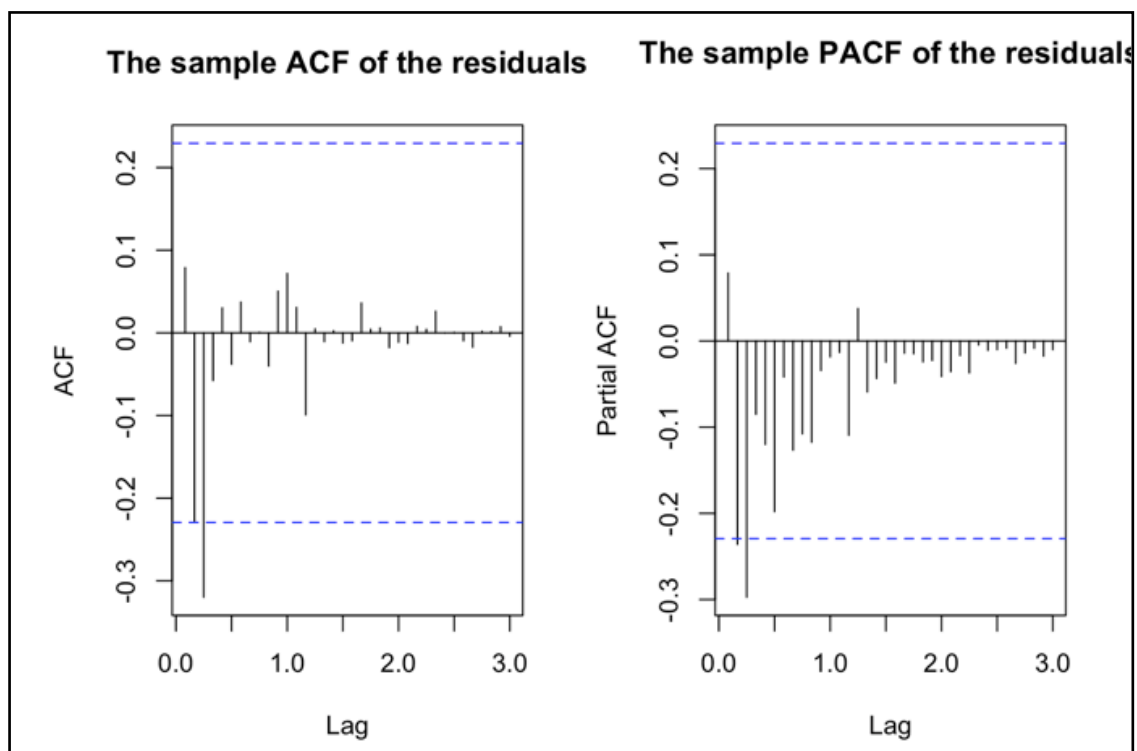 The sample ACF of the residuals
ACF
0.2
0.1
0.0
-0.1
-0.2
-0.3
0.0 1.0 2.0 3.0
Lag
The sample PACF of the residuals
Partial ACF
0.2
0.1
0.0
-0.1
-0.2
-0.3
0.0 1.0 2.0 3.0
Lag